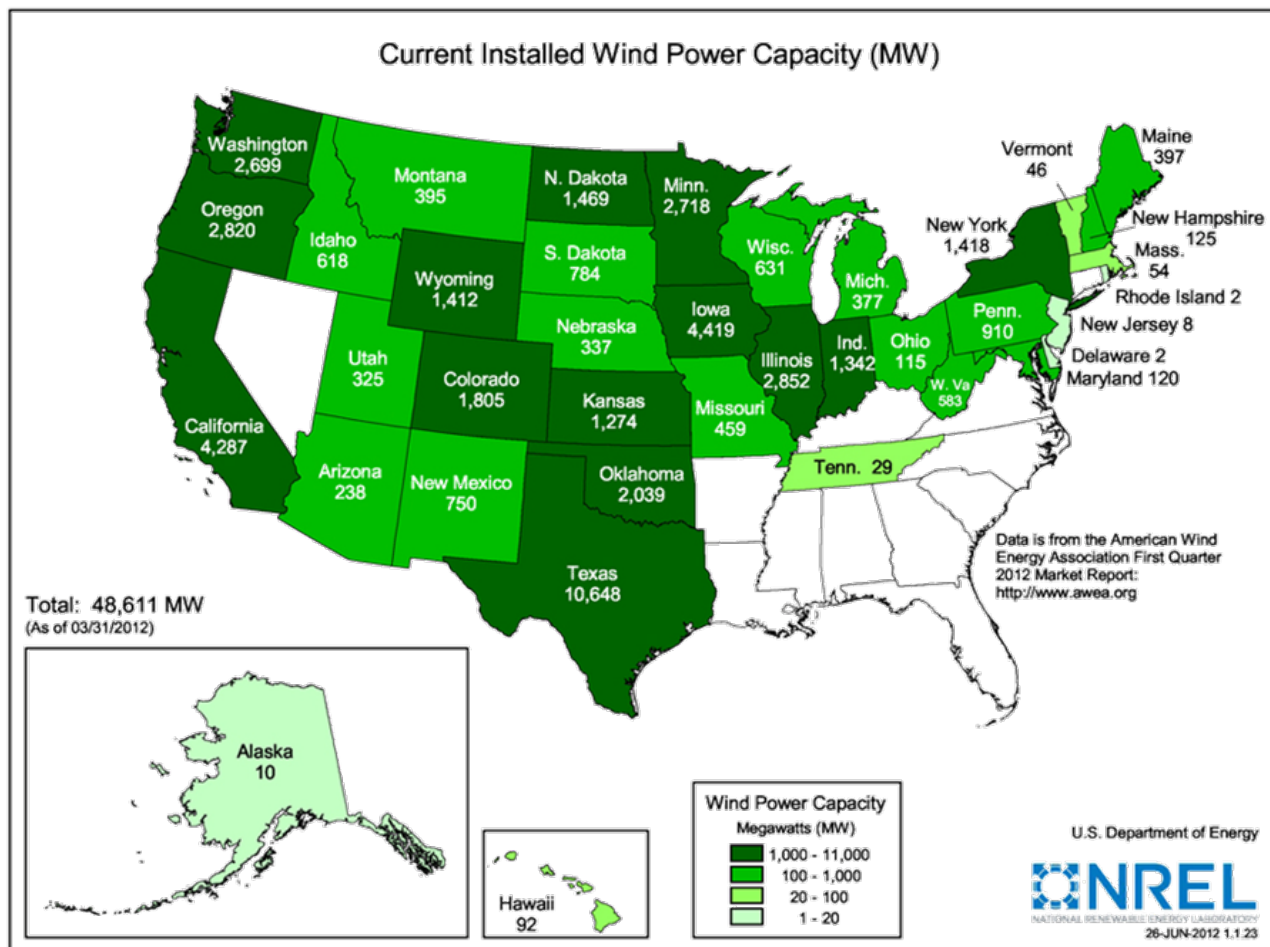 Current Installed Wind Power Capacity (MW)
Washington
2,699
Oregon
2,820
California
4,287
Idaho
618
Montana
395
Wyoming
1,412
Utah
325
Colorado
1,805
Arizona
238
New Mexico
750
N. Dakota
1,469
S. Dakota
784
Nebraska
337
Kansas
1,274
Oklahoma
2,039
Texas
10,648
Minn.
2,718
Iowa
4,419
Missouri
459
Wisc.
631
Illinois
2,852
Mich.
377
Ind.
1,342
Ohio
115
W. Va
583
Penn.
910
Tenn. 29
New York
1,418
Vermont
46
Maine
397
New Hampshire
125
Mass.
54
Rhode Island 2
New Jersey 8
Delaware 2
Maryland 120
Data is from the American Wind
Energy Association First Quarter
2012 Market Report:
http://www.awea.org
Total: 48,611 MW
(As of 03/31/2012)
Alaska
10
Hawaii
92
Wind Power Capacity
Megawatts (MW)
1,000 - 11,000
100 - 1,000
20 - 100
1 - 20
U.S. Department of Energy
NREL
NATIONAL RENEWABLE ENERGY LABORATORY
26-JUN-2012 1.1.23